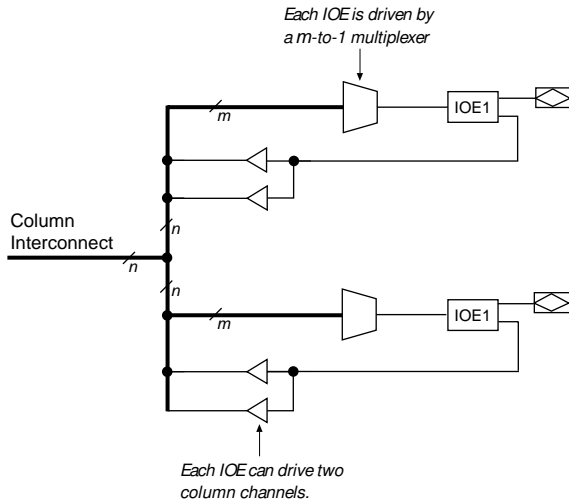 Each IOE is driven by
a m-to-1 multiplexer
IOE1
m
Column
Interconnect
n
n
n
IOE1
m
Each IOE can drive two
column channels.